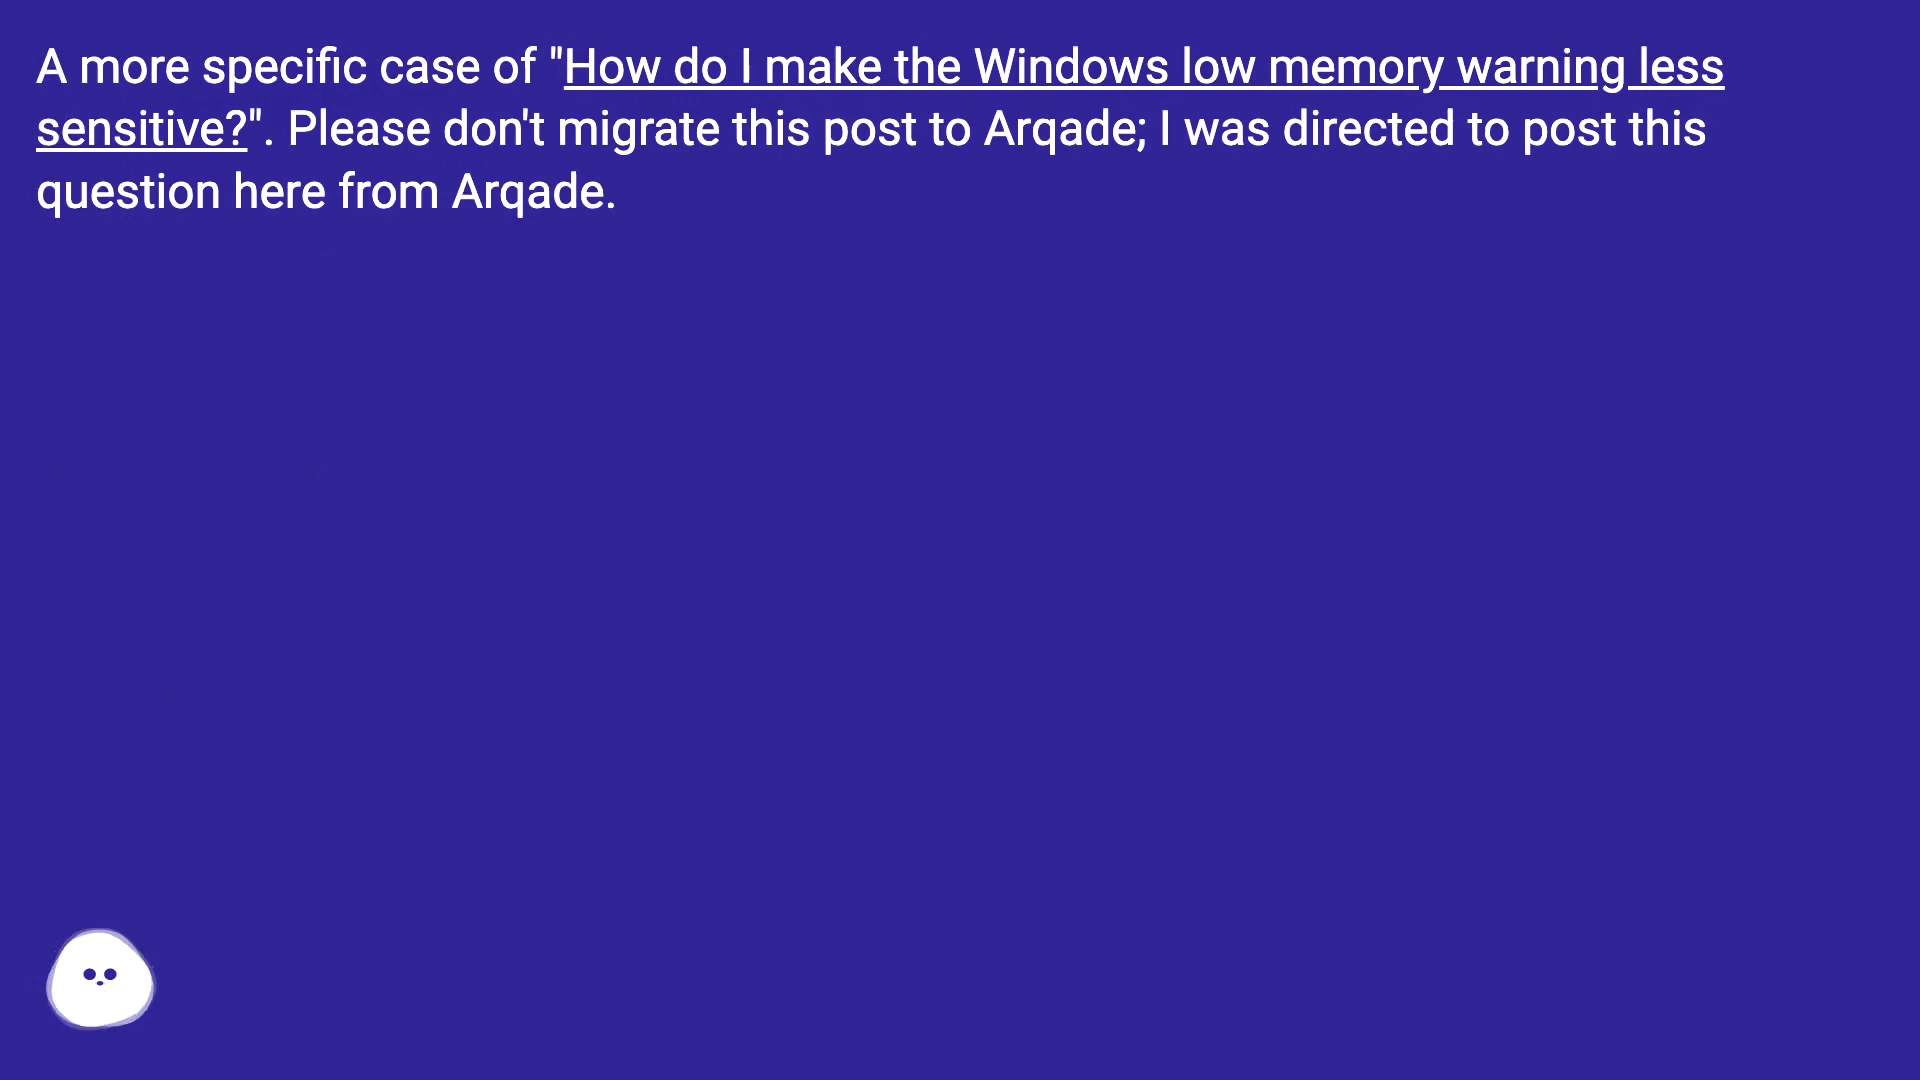 A more specific case of "How do I make the Windows low memory warning less
sensitive?". Please don't migrate this post to Arqade; I was directed to post this
question here from Arqade.